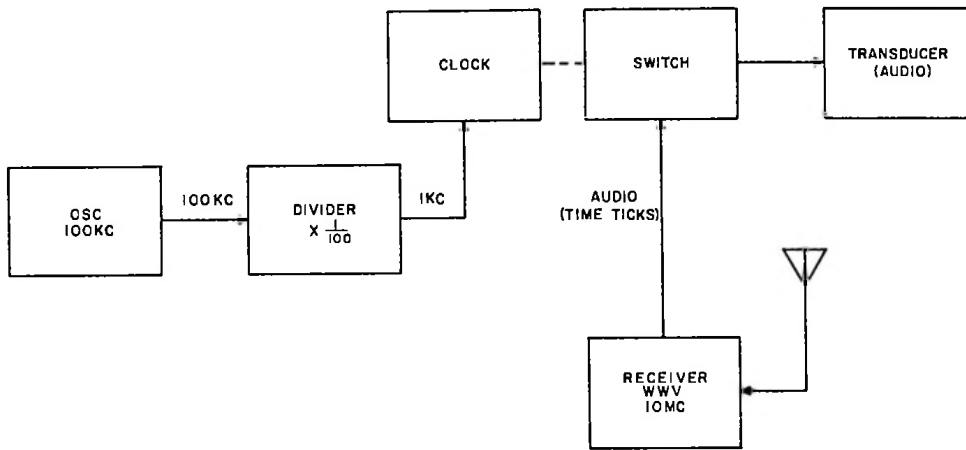 CLOCK
SWITCH
TRANSDUCER
(AUDIO)
OSC
100KC
100KC
DIVIDER
X 1/100
1KC
AUDIO
(TIME TICKS)
RECEIVER
WWV
10MC